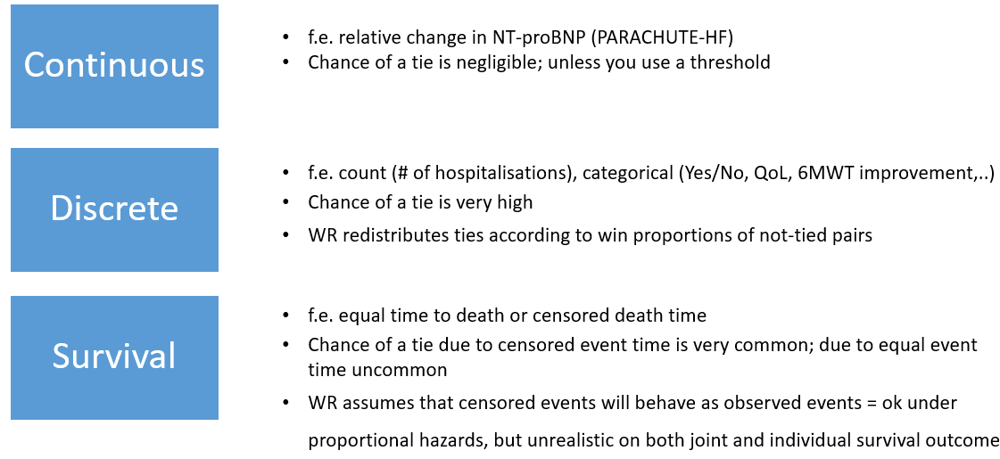 Continuous
• f.e. relative change in NT-proBNP (PARACHUTE-HF)
• Chance of a tie is negligible; unless you use a threshold
Discrete
• f.e. count (# of hospitalisations), categorical (Yes/No, QoL, 6MWT improvement,..)
• Chance of a tie is very high
• WR redistributes ties according to win proportions of not-tied pairs
Survival
• f.e. equal time to death or censored death time
• Chance of a tie due to censored event time is very common; due to equal event
time uncommon
• WR assumes that censored events will behave as observed events = ok under
proportional hazards, but unrealistic on both joint and individual survival outcome